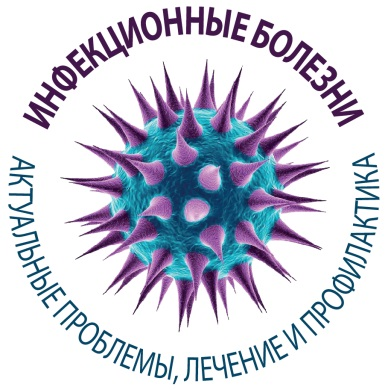 ИНФЕКЦИОННЫЕ БОЛЕЗНИ
АКТУАЛЬНЫЕ ПРОБЛЕМЫ, ЛЕЧЕНИЕ И ПРОФИЛАКТИКА